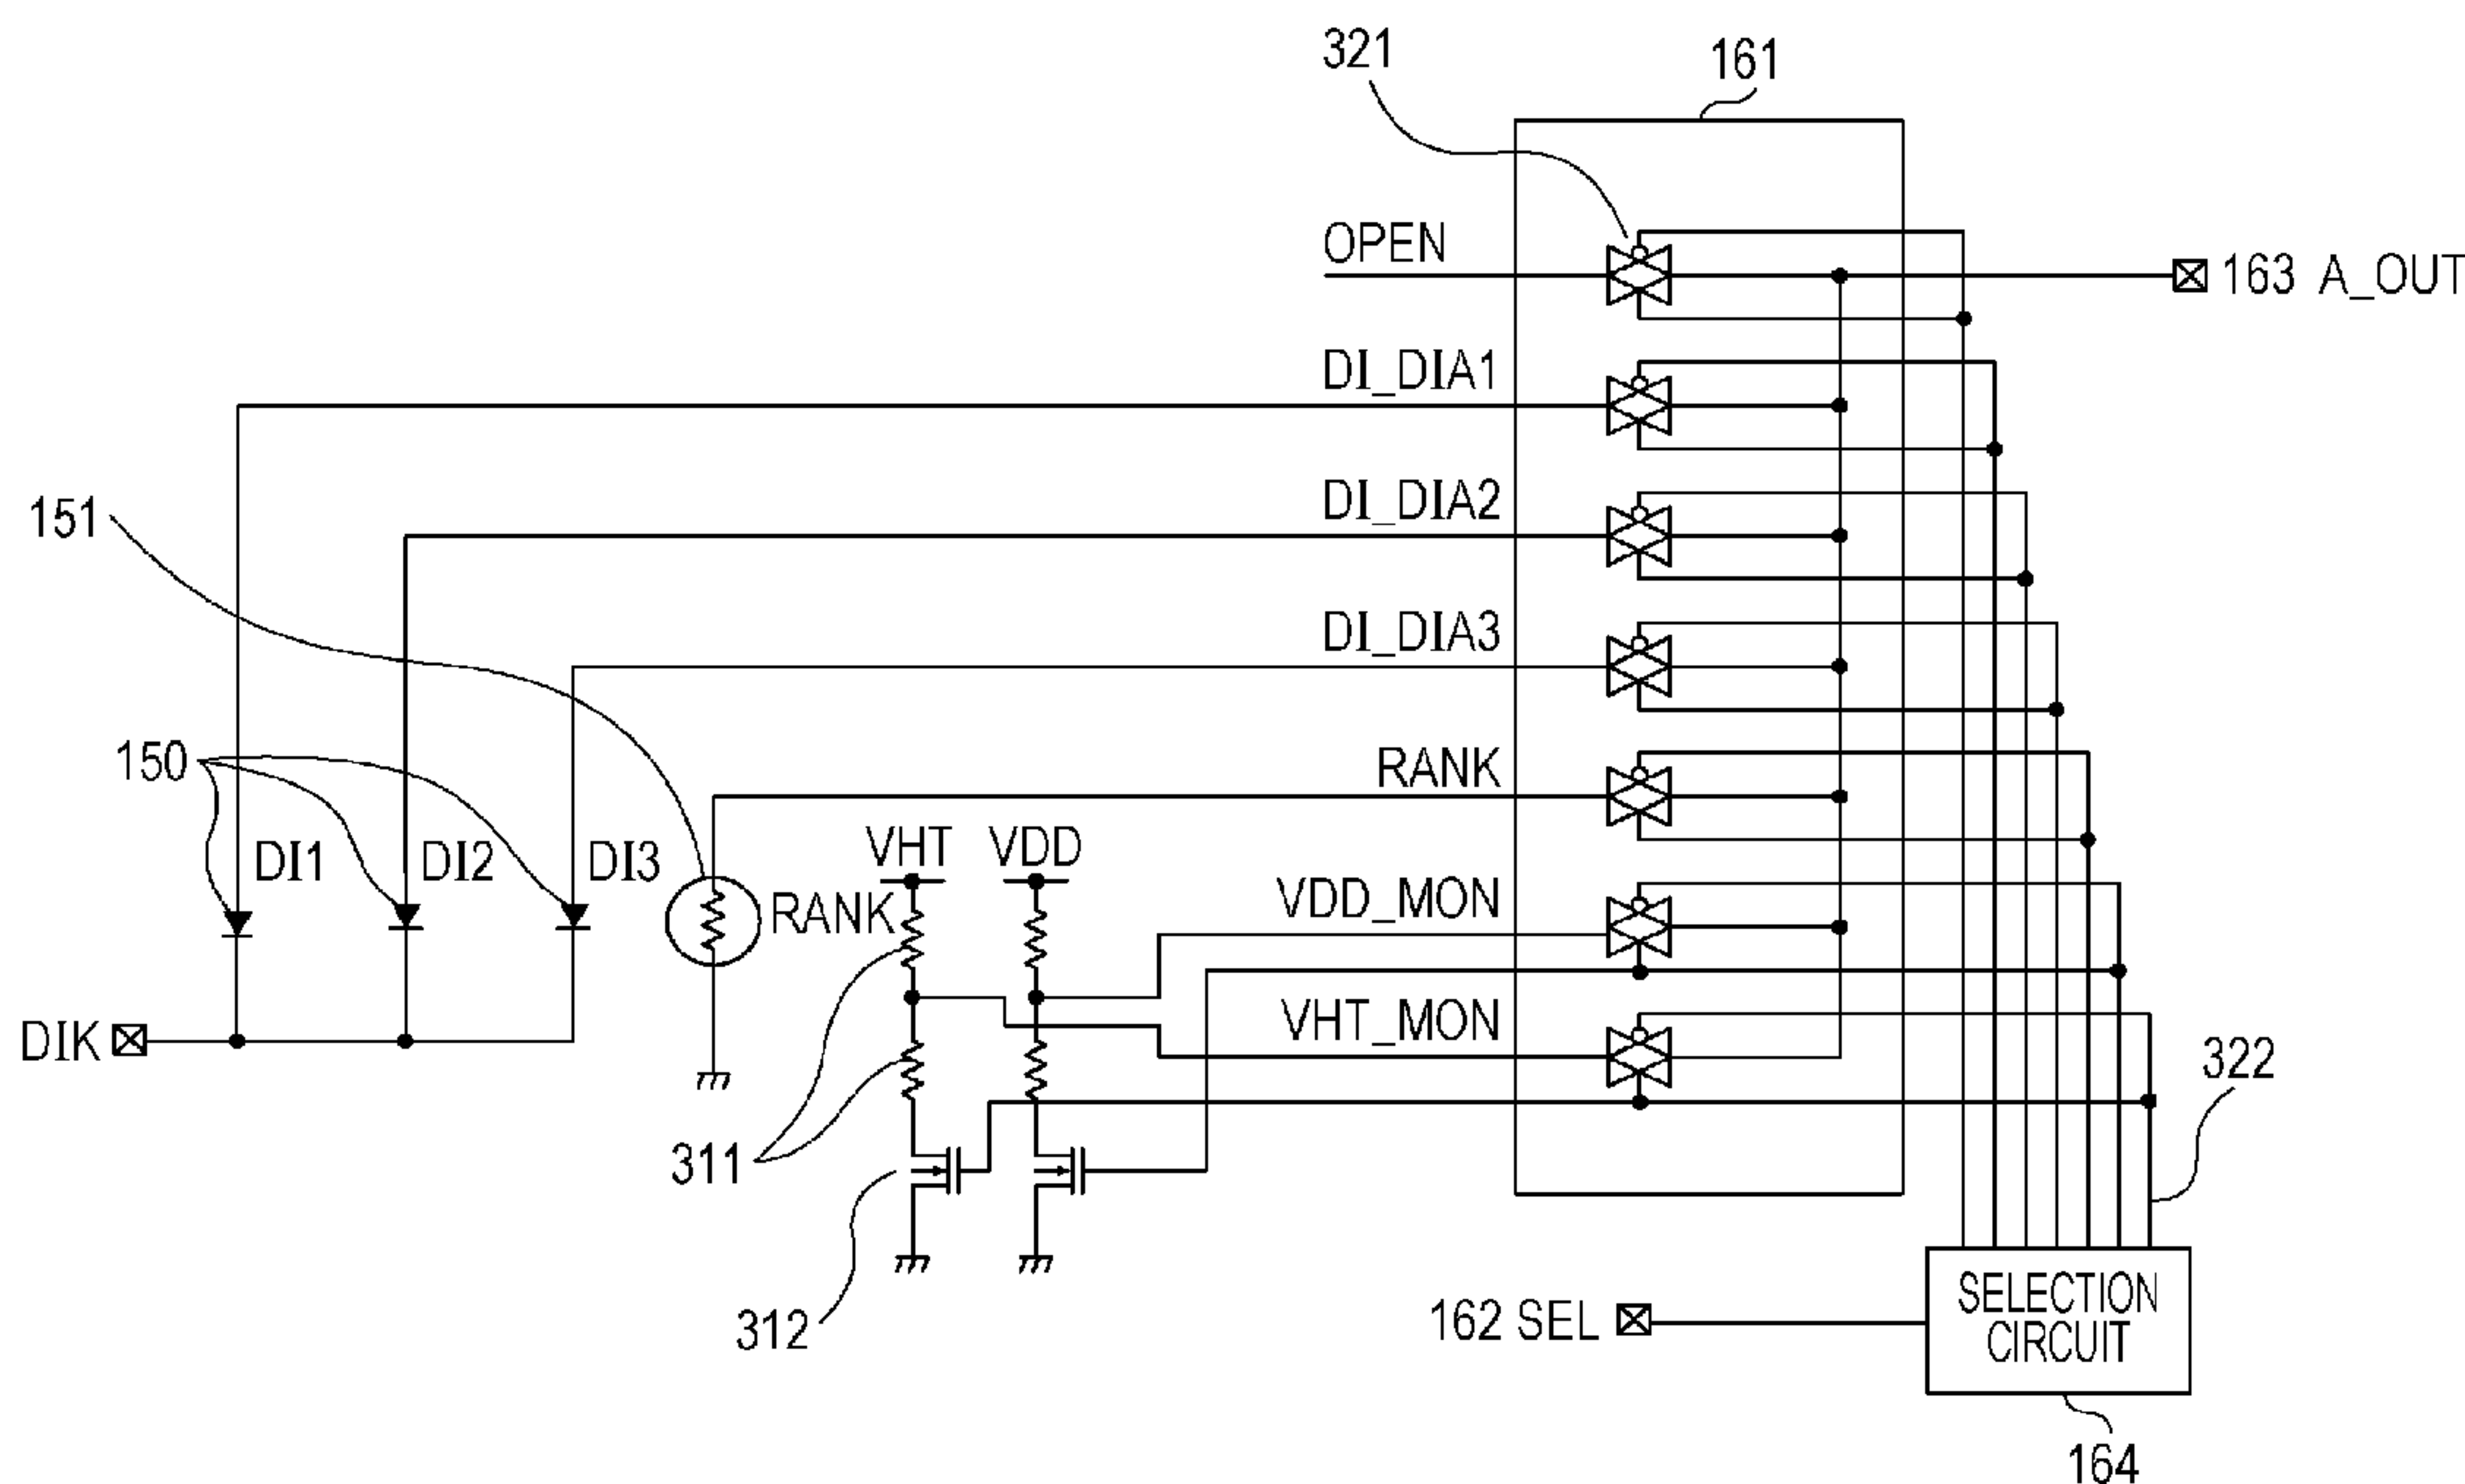 321
161
OPEN
163 A_OUT
DI_DIA1
DI_DIA2
151
DI_DIA3
150
RANK
VHT
VDD
DI1
DI2
DI3
RANK
VDD_MON
VHT_MON
DIK
322
311
312
162 SEL
SELECTION
CIRCUIT
164